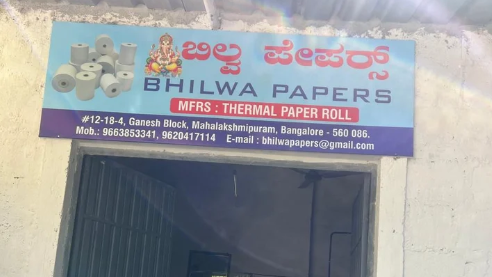 ಬಿಲ್ವ ಪೇಪರ್ಸ್
BHILWA PAPERS
MFRS : THERMAL PAPER ROLL
#12-18-4, Ganesh Block, Mahalakshmipuram, Bangalore - 560 086.
Mob.: 9663853341, 9620417114 E-mail : bhilwapapers@gmail.com